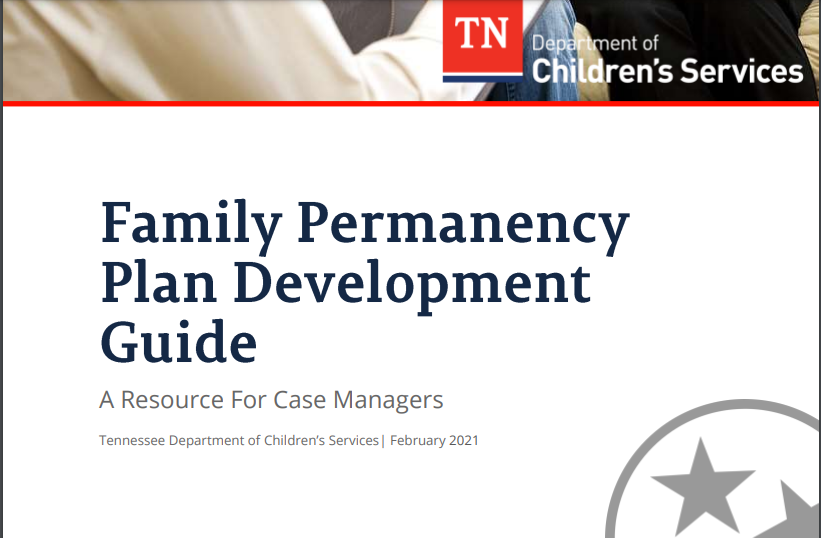 TN
Department of
Children's Services
Family Permanency
Plan Development
Guide
A Resource For Case Managers
Tennessee Department of Children's Services| February 2021